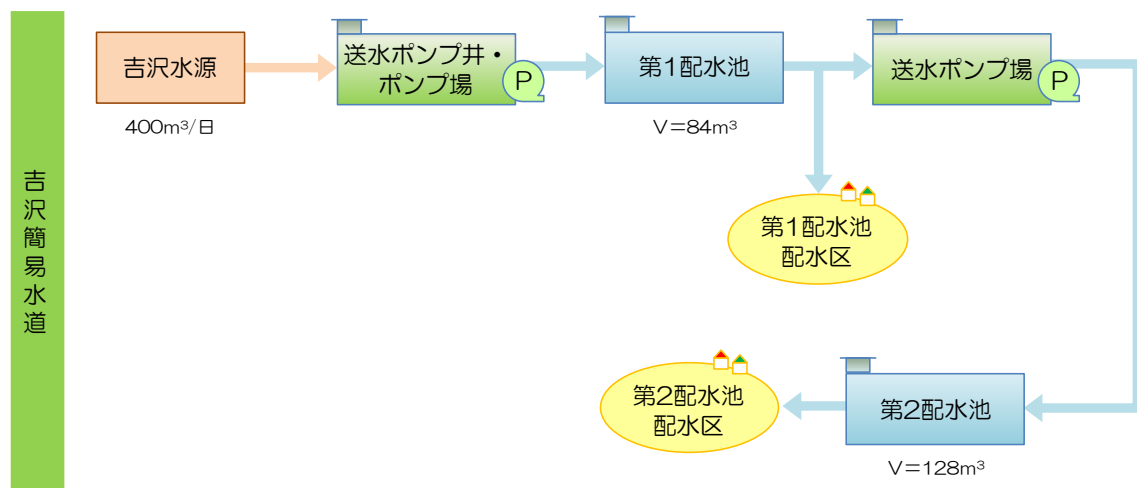 吉沢簡易水道
吉沢水源
400m³/日
送水ポンプ井・
ポンプ場
P
第1配水池
V＝84m³
送水ポンプ場
P
第1配水池
配水区
第2配水池
配水区
第2配水池
V＝128m³